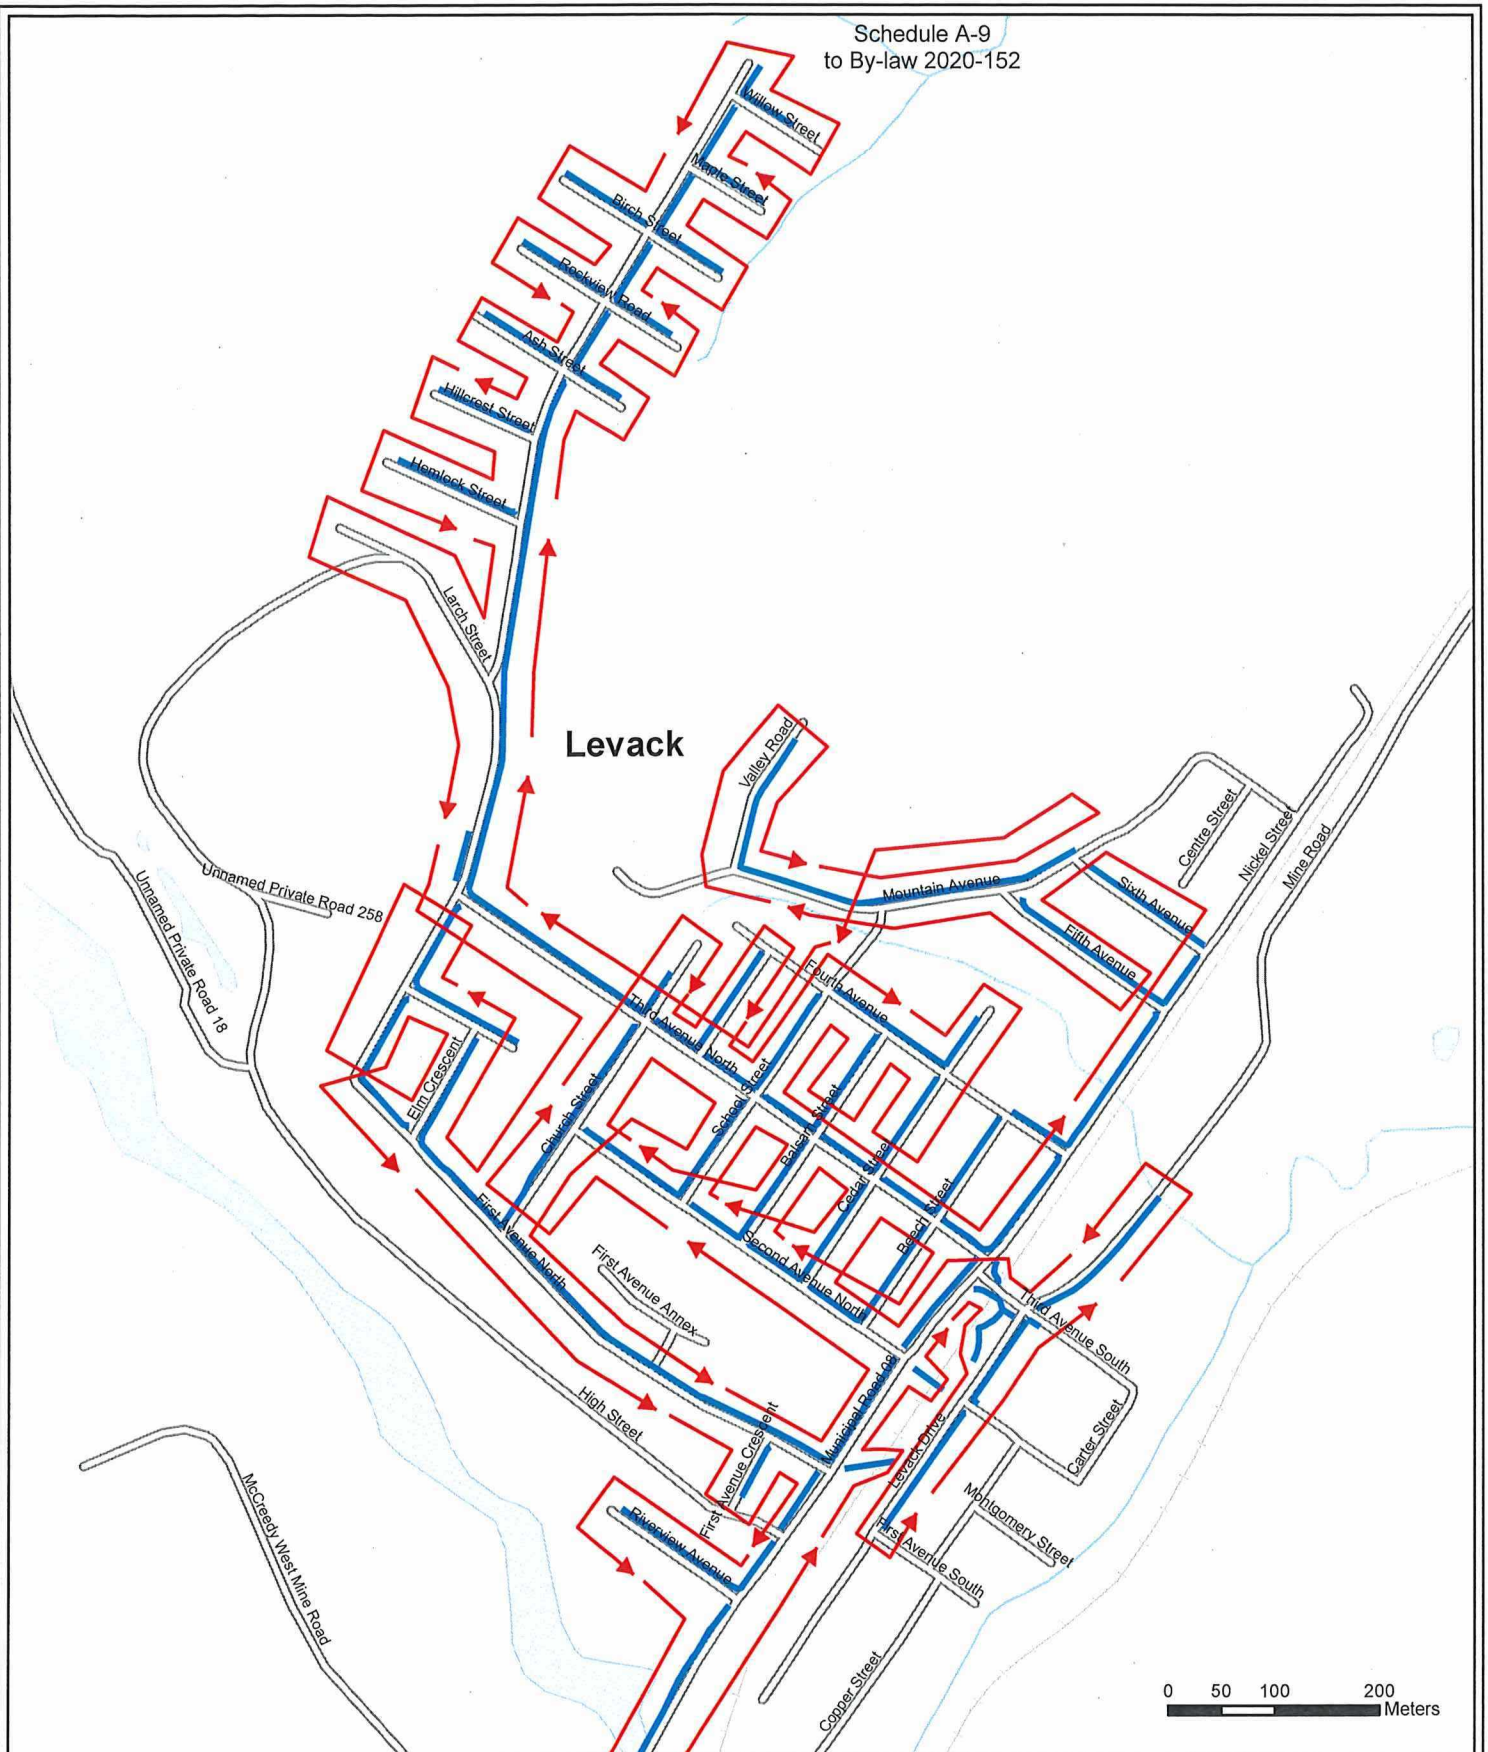 Schedule A-9
to By-law 2020-152
Willow Street
Maple Street
Birch Street
Rockview Road
Ash Street
Hillcrest Street
Hemlock Street
Larch Street
Levack
Valley Road
Mountain Avenue
Centre Street
Nickel Street
Mine Road
Sixth Avenue
Fifth Avenue
Unnamed Private Road 258
Unnamed Private Road 18
Fourth Avenue
Third Avenue North
Elm Crescent
Church Street
School Street
Balsam Street
Cedar Street
Beech Street
First Avenue North
Second Avenue North
First Avenue Annex
Third Avenue South
Municipal Road 08
High Street
First Avenue Crescent
Levack Drive
Carter Street
Montgomery Street
First Avenue South
Riverview Avenue
McCreedy West Mine Road
Copper Street
0 50 100 200
Meters